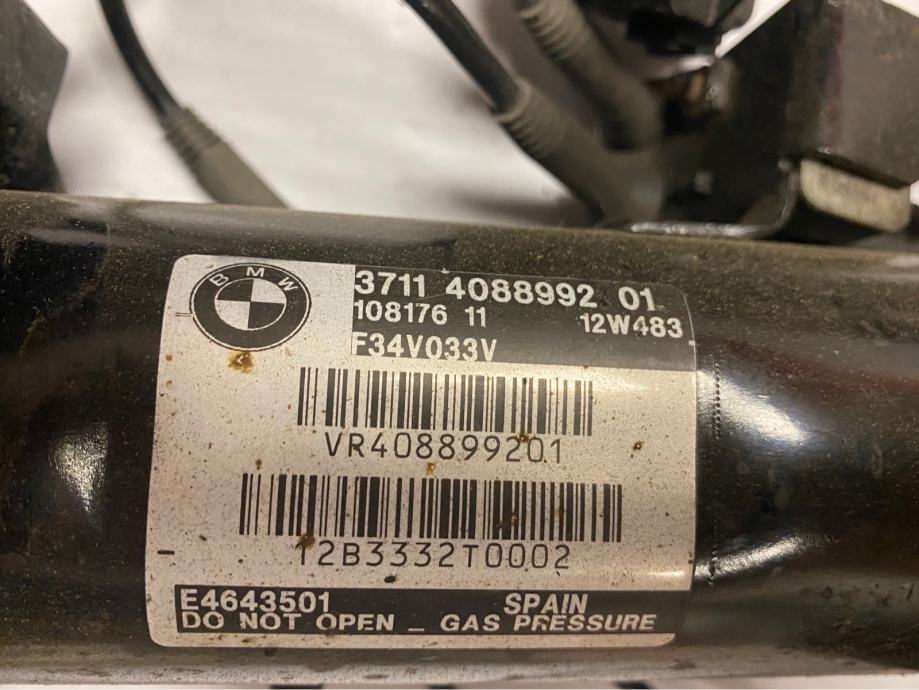 BMW
3711 4088992 01
108176 11 12W483
F34V033V
VR408899201
12B3332T0002
E4643501 SPAIN
DO NOT OPEN - GAS PRESSURE